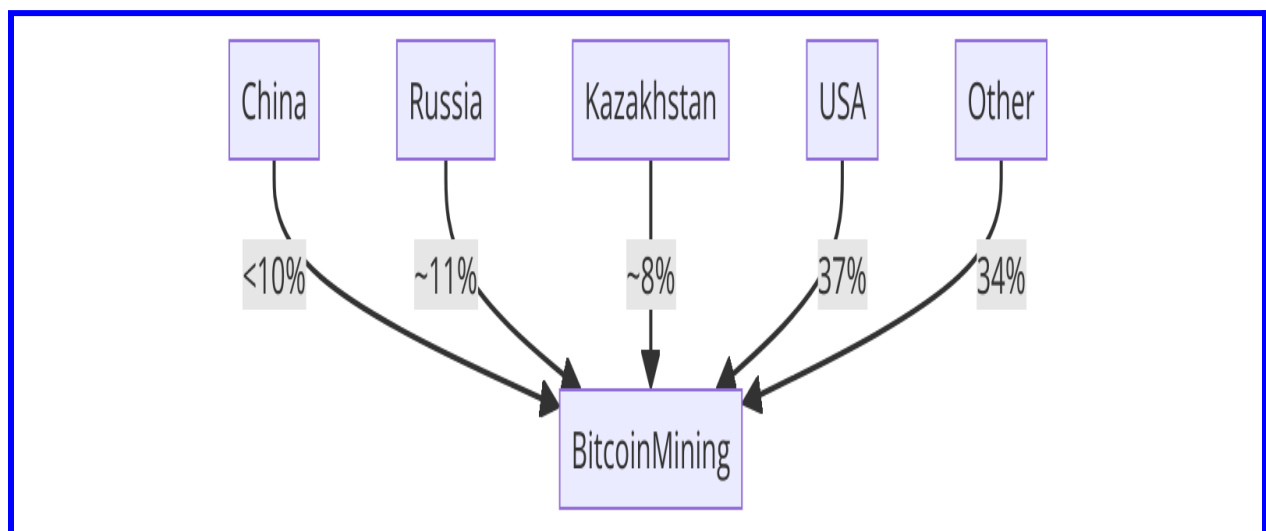 China Russia Kazakhstan USA Other
<10% ~11% ~8% 37% 34%
BitcoinMining